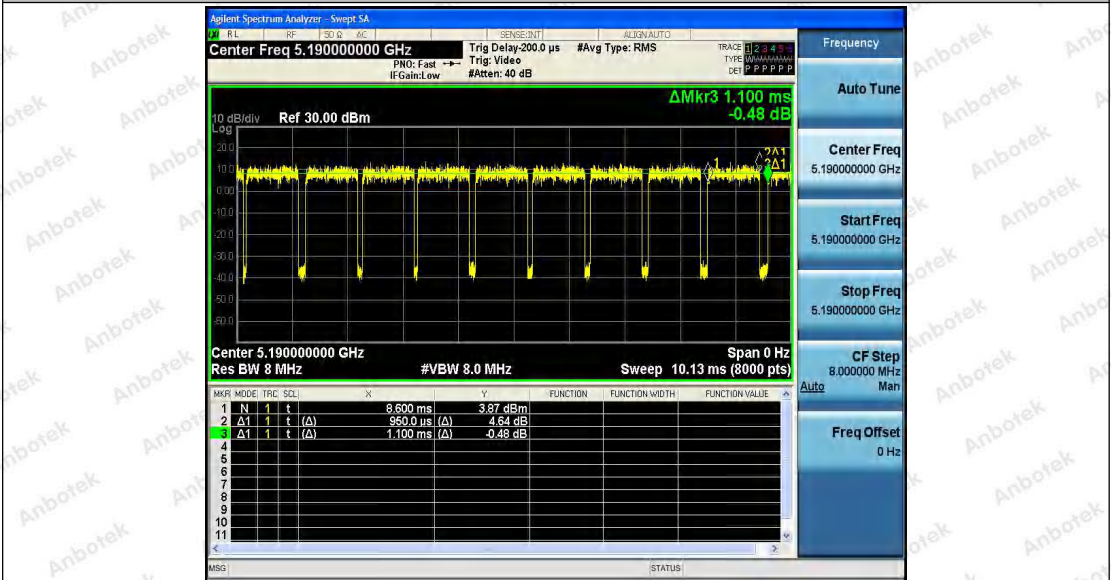 Agilent Spectrum Analyzer - Swept SA
RL RF 50 Ω AC SENSE:INT ALIGNAUTO
Center Freq 5.190000000 GHz
PNO: Fast
IFGain:Low
Trig Delay-200.0 µs
Trig: Video
#Atten: 40 dB
#Avg Type: RMS
TRACE 1 2 3 4 5 6
TYPE
DET P P P P P P
Frequency
ΔMkr3 1.100 ms
-0.48 dB
10 dB/div Ref 30.00 dBm
Log
20.0
10.0
0.00
-10.0
-20.0
-30.0
-40.0
-50.0
-60.0
1
2Δ1
3Δ1
Center 5.190000000 GHz Span 0 Hz
Res BW 8 MHz #VBW 8.0 MHz Sweep 10.13 ms (8000 pts)
MKR MODE TRC SCL X Y FUNCTION FUNCTION WIDTH FUNCTION VALUE
1 N 1 t 8.600 ms 3.87 dBm
2 Δ1 1 t (Δ) 950.0 µs (Δ) 4.64 dB
3 Δ1 1 t (Δ) 1.100 ms (Δ) -0.48 dB
4
5
6
7
8
9
10
11
MSG STATUS
Auto Tune
Center Freq
5.190000000 GHz
Start Freq
5.190000000 GHz
Stop Freq
5.190000000 GHz
CF Step
8.000000 MHz
Auto Man
Freq Offset
0 Hz
Anbotek